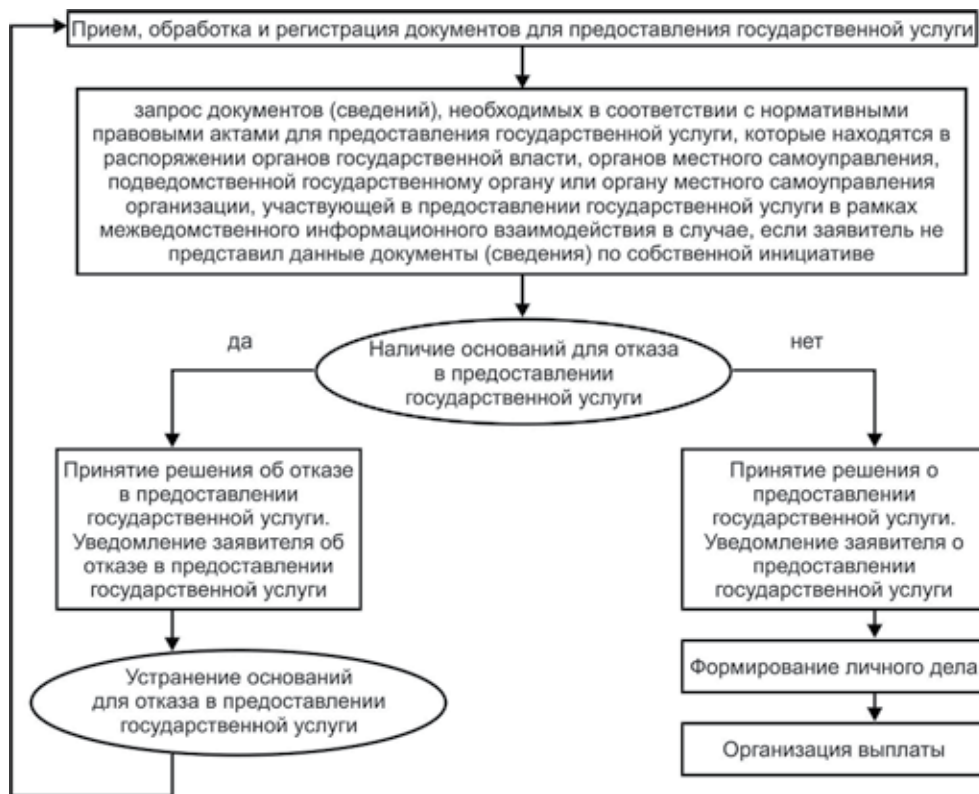 Прием, обработка и регистрация документов для предоставления государственной услуги
запрос документов (сведений), необходимых в соответствии с нормативными
правовыми актами для предоставления государственной услуги, которые находятся в
распоряжении органов государственной власти, органов местного самоуправления,
подведомственной государственному органу или органу местного самоуправления
организации, участвующей в предоставлении государственной услуги в рамках
межведомственного информационного взаимодействия в случае, если заявитель не
представил данные документы (сведения) по собственной инициативе
да
Наличие оснований для отказа
в предоставлении
государственной услуги
нет
Принятие решения об отказе
в предоставлении
государственной услуги.
Уведомление заявителя об
отказе в предоставлении
государственной услуги
Принятие решения о
предоставлении
государственной услуги.
Уведомление заявителя о
предоставлении
государственной услуги
Устранение оснований
для отказа в предоставлении
государственной услуги
Формирование личного дела
Организация выплаты